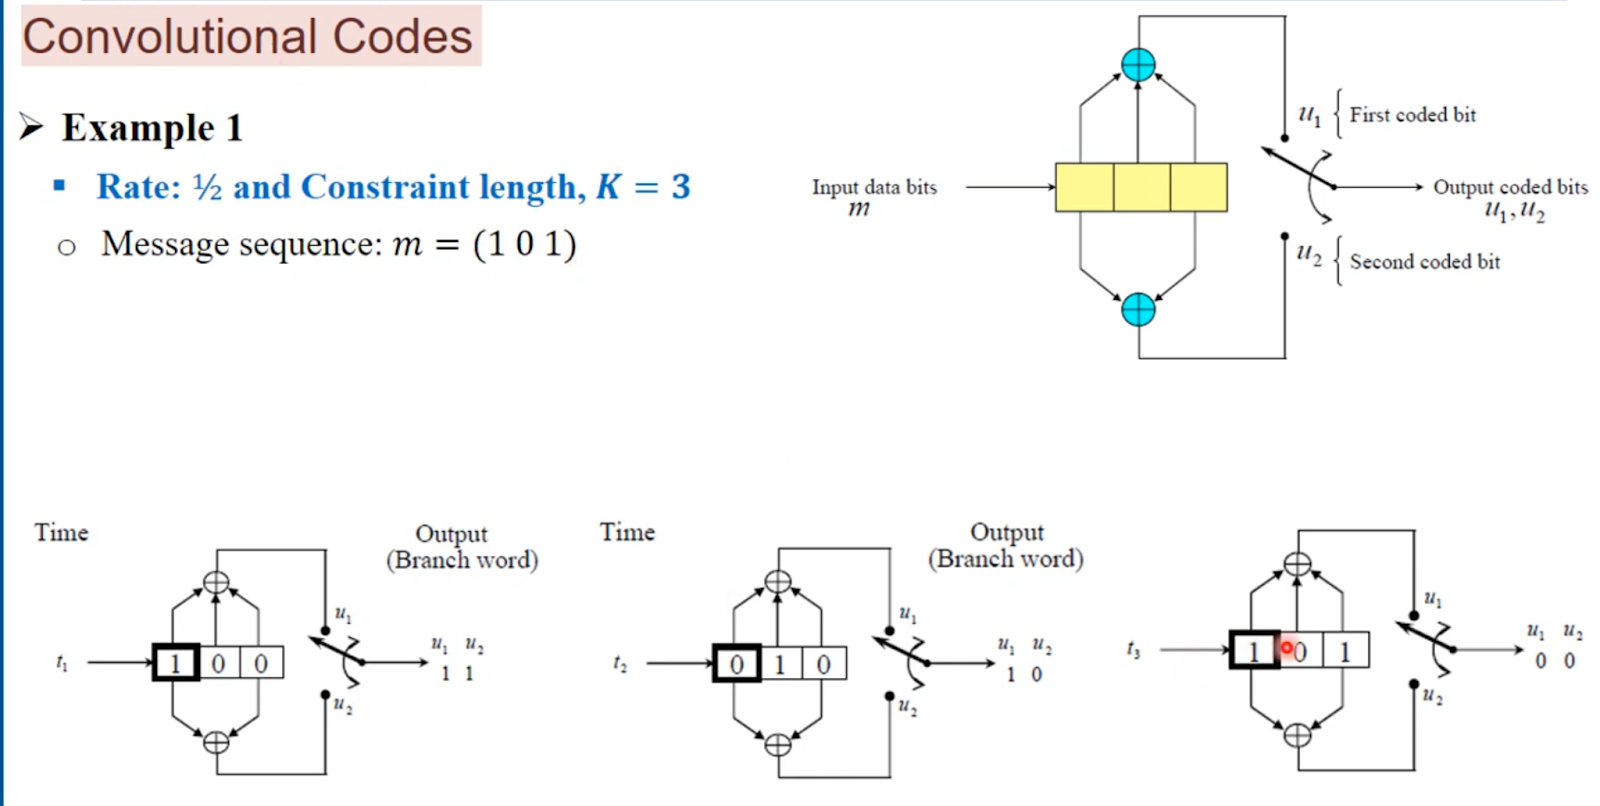 Convolutional Codes
➤ Example 1
▪ Rate: ½ and Constraint length, K = 3
o Message sequence: m = (1 0 1)
Input data bits
m
u₁ { First coded bit
Output coded bits
u₁, u₂
u₂ { Second coded bit
Time
Output
(Branch word)
t₁
1 0 0
u₁
u₂
u₁ u₂
1 1
Time
Output
(Branch word)
t₂
0 1 0
u₁
u₂
u₁ u₂
1 0
t₃
1 0 1
u₁
u₂
u₁ u₂
0 0